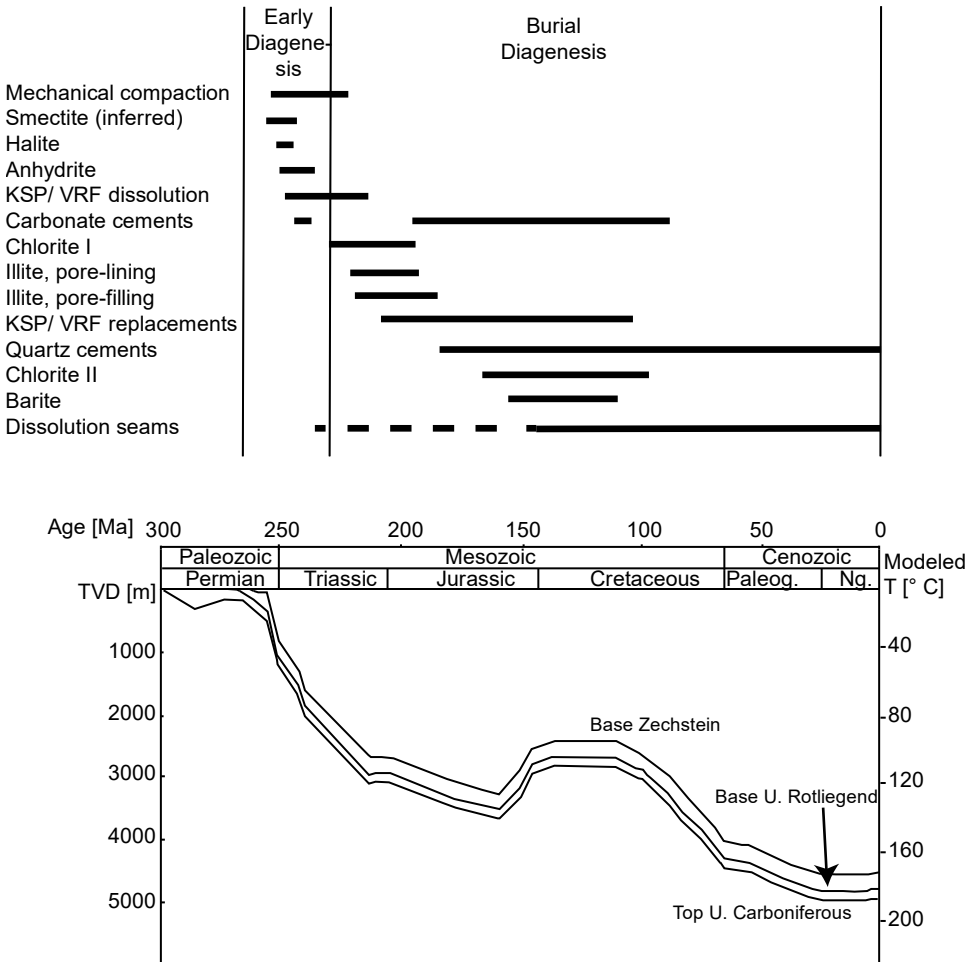 Early
Diagene-
sis
Burial
Diagenesis
Mechanical compaction
Smectite (inferred)
Halite
Anhydrite
KSP/ VRF dissolution
Carbonate cements
Chlorite I
Illite, pore-lining
Illite, pore-filling
KSP/ VRF replacements
Quartz cements
Chlorite II
Barite
Dissolution seams
Age [Ma] 300 250 200 150 100 50 0
Paleozoic Mesozoic Cenozoic Modeled
TVD [m] Permian Triassic Jurassic Cretaceous Paleog. Ng. T [° C]
1000 40
2000 80
Base Zechstein
3000 120
Base U. Rotliegend
4000 160
5000 200
Top U. Carboniferous